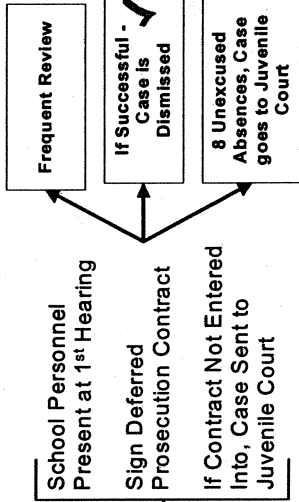 School Personnel
Present at 1st Hearing
Sign Deferred
Prosecution Contract
If Contract Not Entered
Into, Case Sent to
Juvenile Court
Frequent Review
If Successful -
Case is
Dismissed
8 Unexcused
Absences, Case
goes to Juvenile
Court